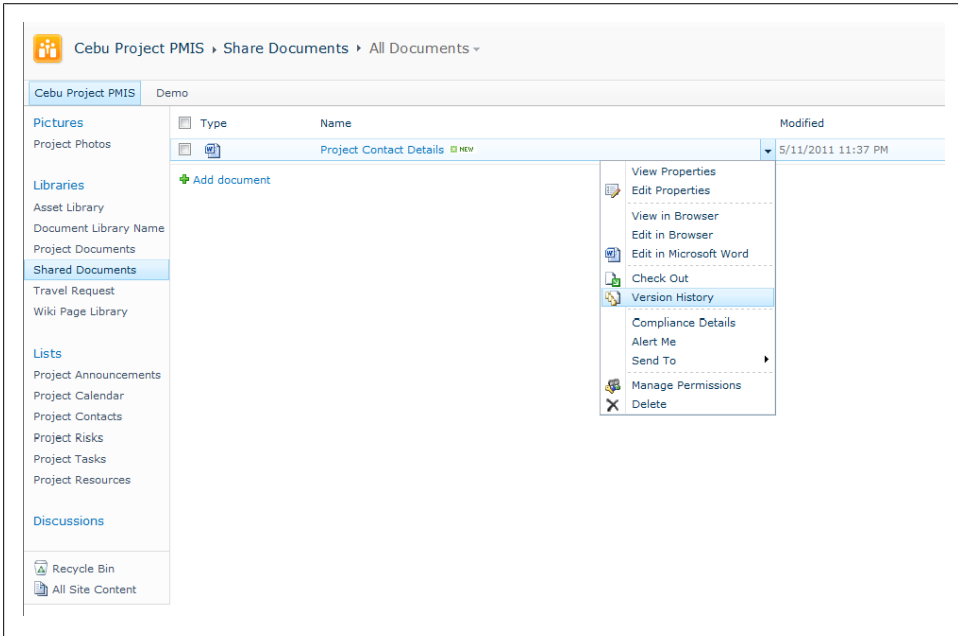 Cebu Project PMIS ▸ Share Documents ▸ All Documents
Cebu Project PMIS Demo
Pictures
Project Photos
Libraries
Asset Library
Document Library Name
Project Documents
Shared Documents
Travel Request
Wiki Page Library
Lists
Project Announcements
Project Calendar
Project Contacts
Project Risks
Project Tasks
Project Resources
Discussions
Recycle Bin
All Site Content
Type Name Modified
Project Contact Details NEW 5/11/2011 11:37 PM
Add document
View Properties
Edit Properties
View in Browser
Edit in Browser
Edit in Microsoft Word
Check Out
Version History
Compliance Details
Alert Me
Send To
Manage Permissions
Delete